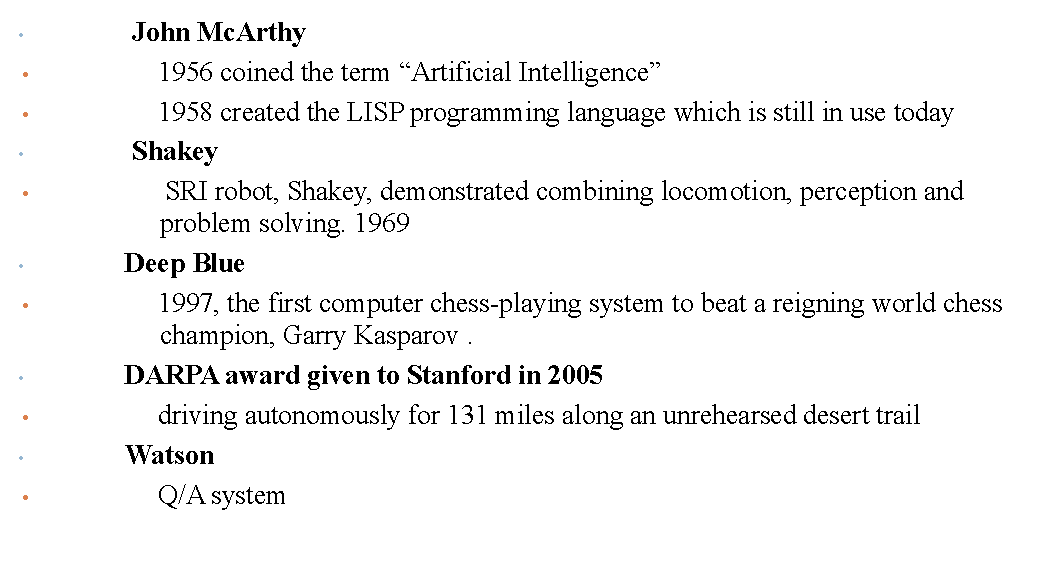 John McArthy
1956 coined the term “Artificial Intelligence”
1958 created the LISP programming language which is still in use today
Shakey
SRI robot, Shakey, demonstrated combining locomotion, perception and
problem solving. 1969
Deep Blue
1997, the first computer chess-playing system to beat a reigning world chess
champion, Garry Kasparov .
DARPA award given to Stanford in 2005
driving autonomously for 131 miles along an unrehearsed desert trail
Watson
Q/A system